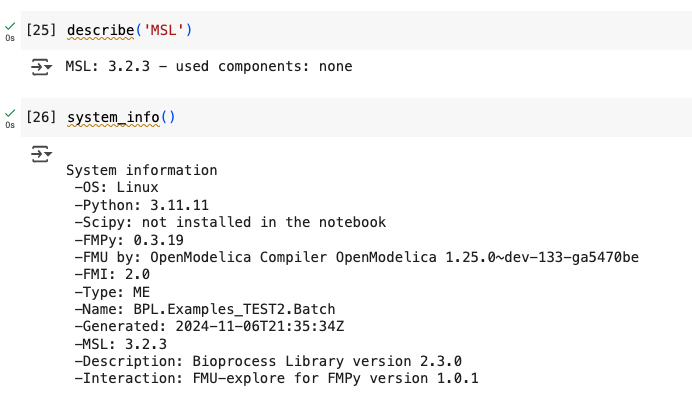 [25] describe('MSL')
0s
MSL: 3.2.3 – used components: none
[26] system_info()
0s
System information
–OS: Linux
–Python: 3.11.11
–Scipy: not installed in the notebook
–FMPy: 0.3.19
–FMU by: OpenModelica Compiler OpenModelica 1.25.0~dev-133-ga5470be
–FMI: 2.0
–Type: ME
–Name: BPL.Examples_TEST2.Batch
–Generated: 2024-11-06T21:35:34Z
–MSL: 3.2.3
–Description: Bioprocess Library version 2.3.0
–Interaction: FMU-explore for FMPy version 1.0.1